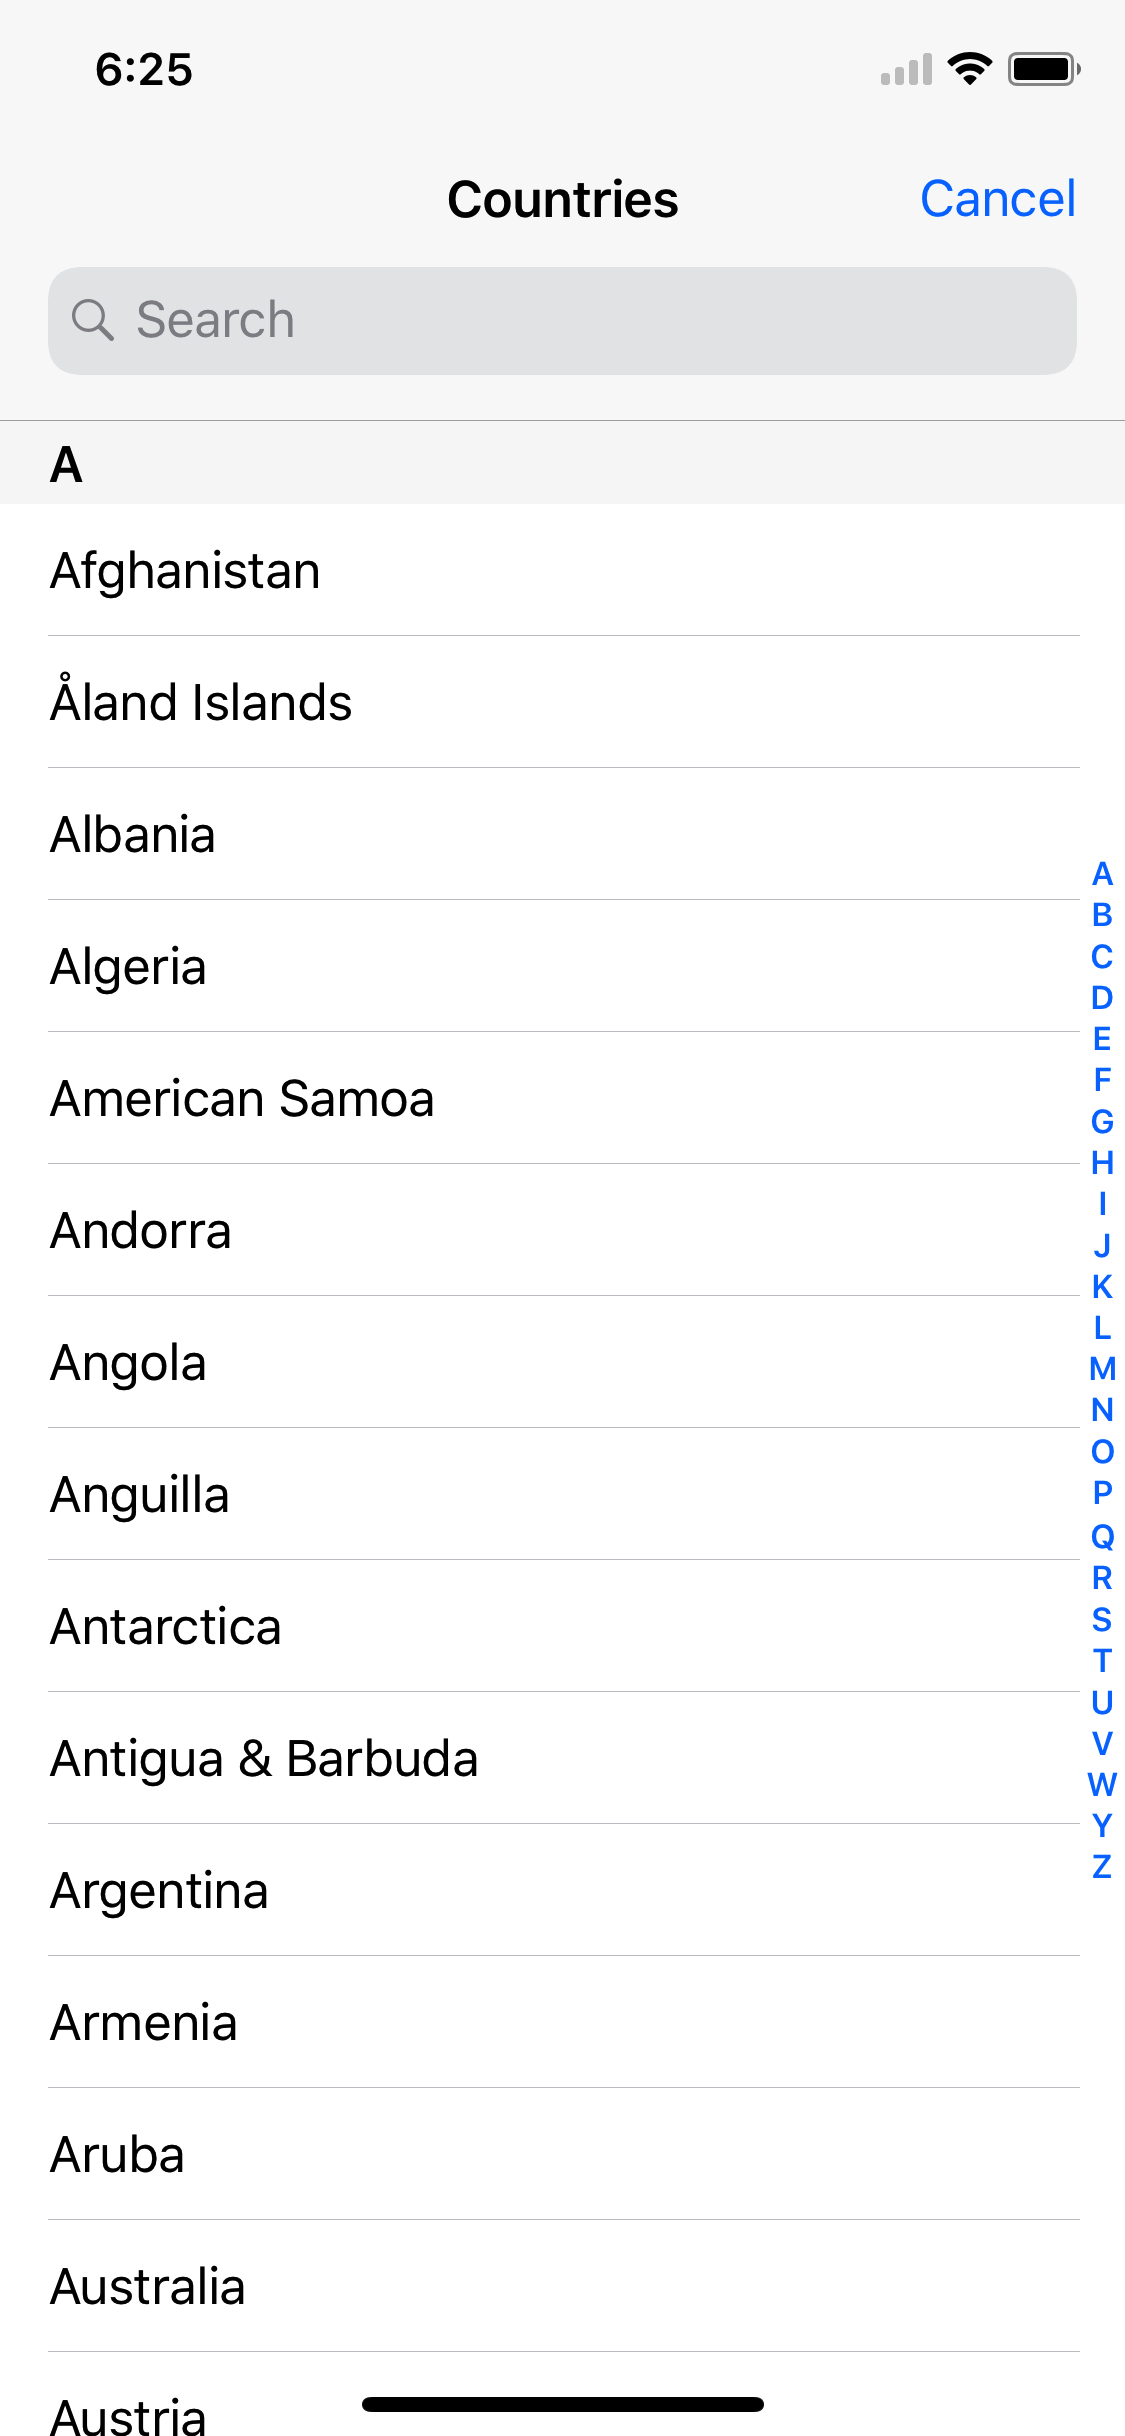 6:25
Countries
Cancel
Search
A
Afghanistan
Åland Islands
Albania
Algeria
American Samoa
Andorra
Angola
Anguilla
Antarctica
Antigua & Barbuda
Argentina
Armenia
Aruba
Australia
Austria
A
B
C
D
E
F
G
H
I
J
K
L
M
N
O
P
Q
R
S
T
U
V
W
Y
Z